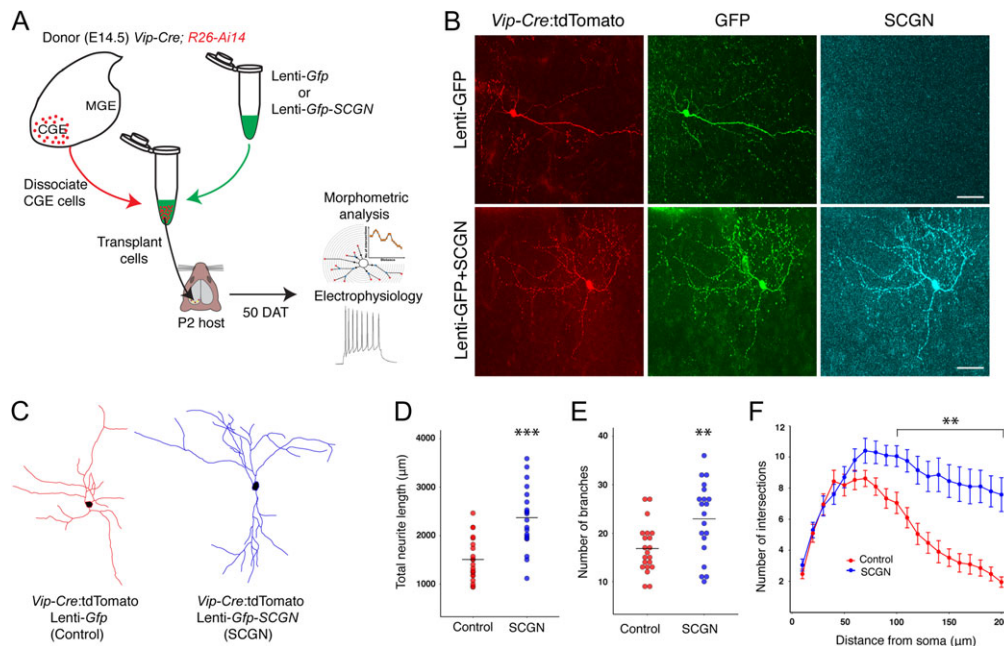 A
Donor (E14.5) Vip-Cre; R26-Ai14
MGE
CGE
Lenti-Gfp
or
Lenti-Gfp-SCGN
Dissociate
CGE cells
Transplant
cells
P2 host
50 DAT
Morphometric
analysis
Distance
Electrophysiology
B
Vip-Cre:tdTomato
GFP
SCGN
Lenti-GFP
Lenti-GFP+SCGN
C
Vip-Cre:tdTomato
Lenti-Gfp
(Control)
Vip-Cre:tdTomato
Lenti-Gfp-SCGN
(SCGN)
D
Total neurite length (μm)
4000
3000
2000
1000
***
Control
SCGN
E
Number of branches
40
30
20
10
**
Control
SCGN
F
Number of intersections
12
10
8
6
4
2
0
**
Control
SCGN
0
50
100
150
20
Distance from soma (μm)